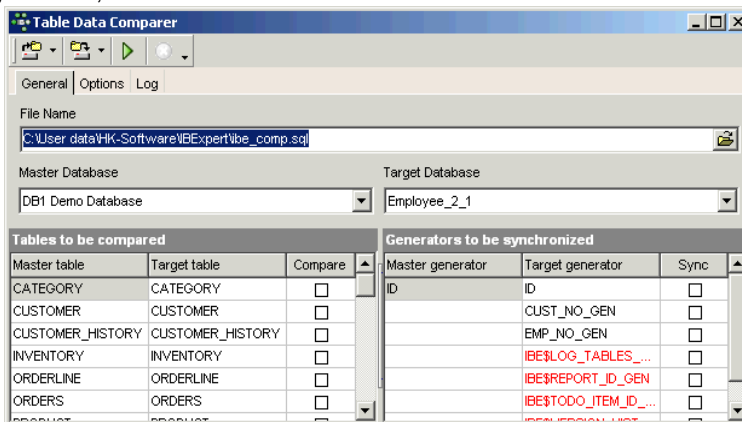 Table Data Comparer
General Options Log
File Name
C:\User data\HK-Software\IBExpert\ibe_comp.sql
Master Database Target Database
DB1 Demo Database Employee_2_1
Tables to be compared Generators to be synchronized
Master table Target table Compare Master generator Target generator Sync
CATEGORY CATEGORY ID ID
CUSTOMER CUSTOMER CUST_NO_GEN
CUSTOMER_HISTORY CUSTOMER_HISTORY EMP_NO_GEN
INVENTORY INVENTORY IBE$LOG_TABLES_...
ORDERLINE ORDERLINE IBE$REPORT_ID_GEN
ORDERS ORDERS IBE$TODO_ITEM_ID_...